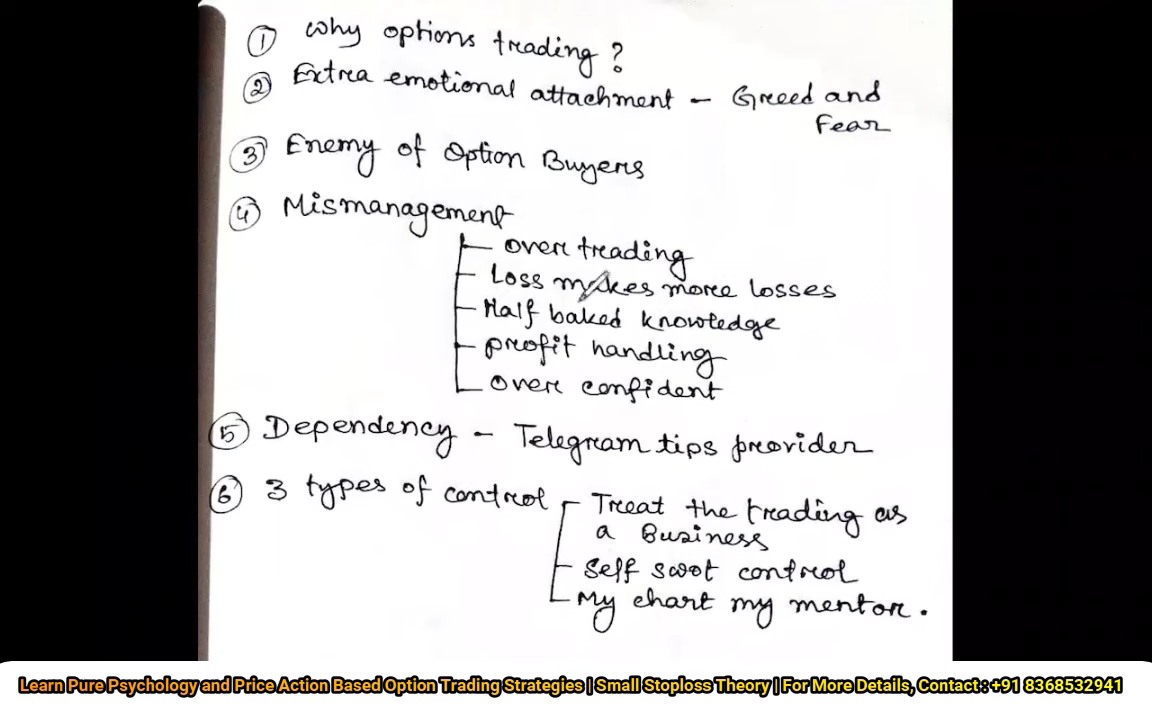 ① Why options trading?
② Extra emotional attachment - Greed and
Fear
③ Enemy of Option Buyers
④ Mismanagement
over trading
Loss makes more losses
Half baked knowledge
profit handling
over confident
⑤ Dependency - Telegram tips provider
⑥ 3 types of control - Treat the trading as
a Business
- Self swot control
- My chart my mentor.
Learn Pure Psychology and Price Action Based Option Trading Strategies | Small Stoploss Theory | For More Details, Contact : +91 8368532941